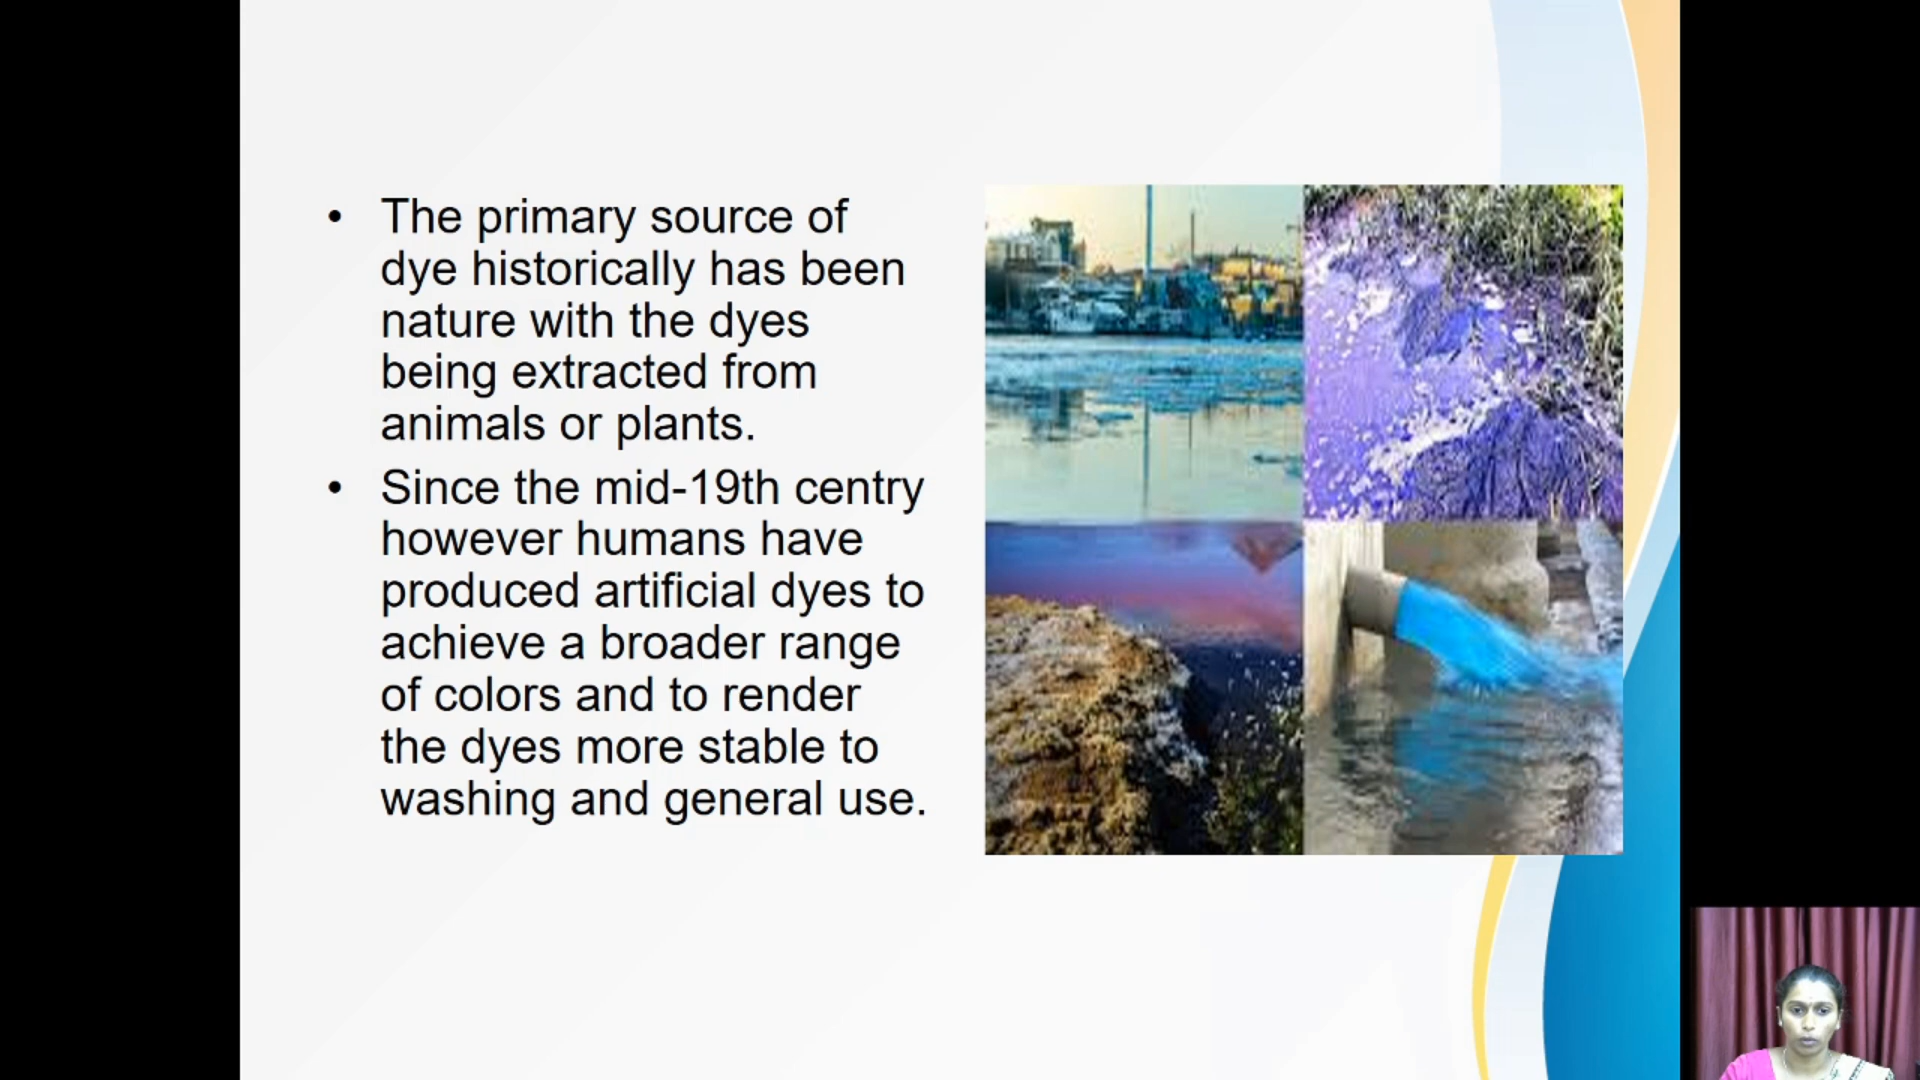 • The primary source of
dye historically has been
nature with the dyes
being extracted from
animals or plants.
• Since the mid-19th centry
however humans have
produced artificial dyes to
achieve a broader range
of colors and to render
the dyes more stable to
washing and general use.